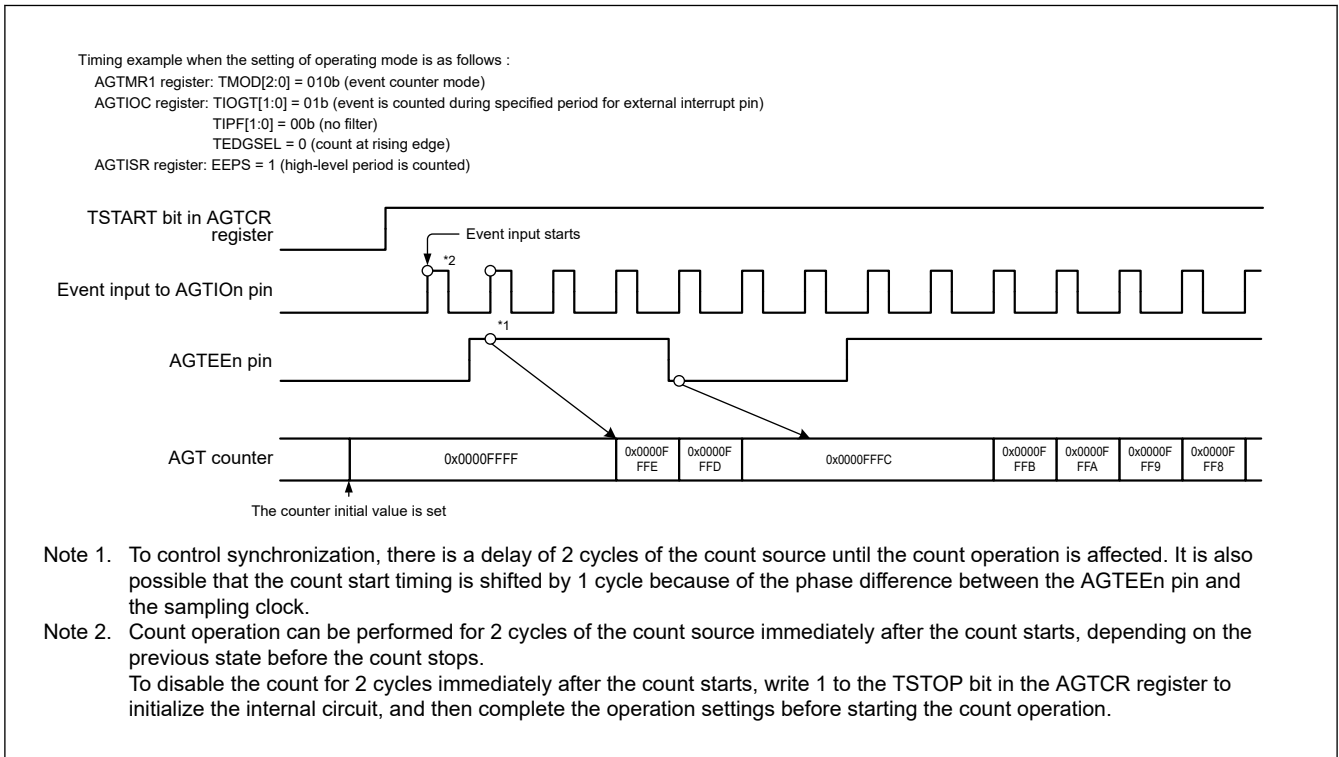 Timing example when the setting of operating mode is as follows :
AGTMR1 register: TMOD[2:0] = 010b (event counter mode)
AGTIOC register: TIOGT[1:0] = 01b (event is counted during specified period for external interrupt pin)
TIPF[1:0] = 00b (no filter)
TEDGSEL = 0 (count at rising edge)
AGTISR register: EEPS = 1 (high-level period is counted)
TSTART bit in AGTCR
register
Event input starts
*2
Event input to AGTIOn pin
*1
AGTEEn pin
AGT counter
0x0000FFFF
0x0000F
FFE
0x0000F
FFD
0x0000FFFC
0x0000F
FFB
0x0000F
FFA
0x0000F
FF9
0x0000F
FF8
The counter initial value is set
Note 1. To control synchronization, there is a delay of 2 cycles of the count source until the count operation is affected. It is also
possible that the count start timing is shifted by 1 cycle because of the phase difference between the AGTEEn pin and
the sampling clock.
Note 2. Count operation can be performed for 2 cycles of the count source immediately after the count starts, depending on the
previous state before the count stops.
To disable the count for 2 cycles immediately after the count starts, write 1 to the TSTOP bit in the AGTCR register to
initialize the internal circuit, and then complete the operation settings before starting the count operation.